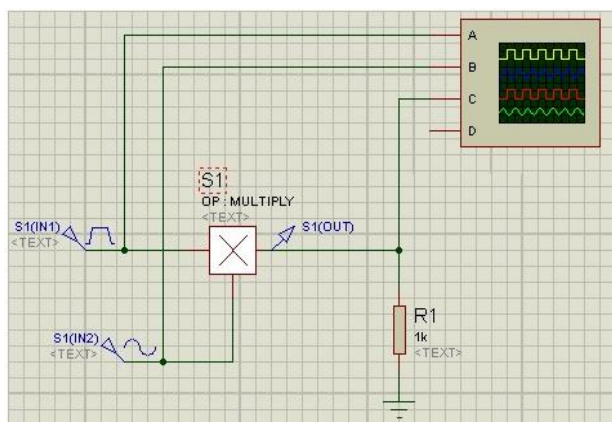 A
B
C
D
S1
OP : MULTIPLY
<TEXT>
S1(IN1)
<TEXT>
S1(OUT)
R1
1k
<TEXT>
S1(IN2)
<TEXT>